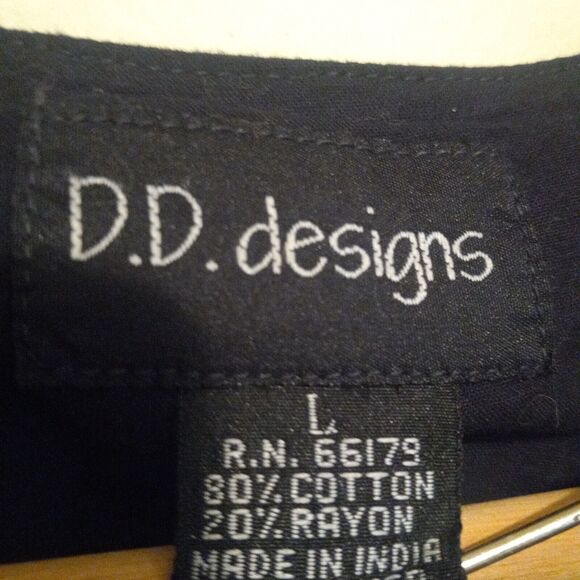 D.D. designs
L
R.N. 66179
80% COTTON
20% RAYON
MADE IN INDIA